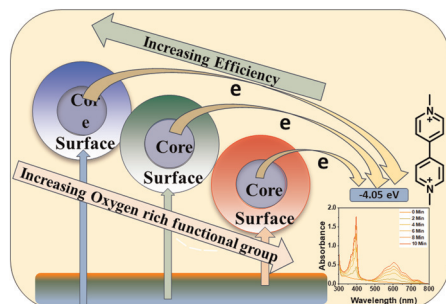 Increasing Efficiency
e
Cor
e
Surface
e
Core
Surface
e
Core
Surface
Increasing Oxygen rich functional group
N
+
-4.05 eV
N
+
2.0
1.5
1.0
0.5
0.0
Absorbance
0 Min
2 Min
4 Min
6 Min
8 Min
10 Min
300 400 500 600 700 800
Wavelength (nm)